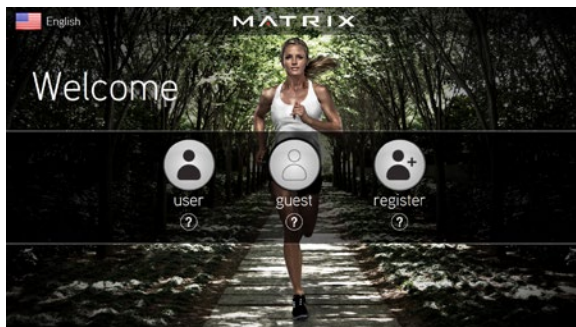 English
MATRIX
Welcome
user
guest
register
?
?
?